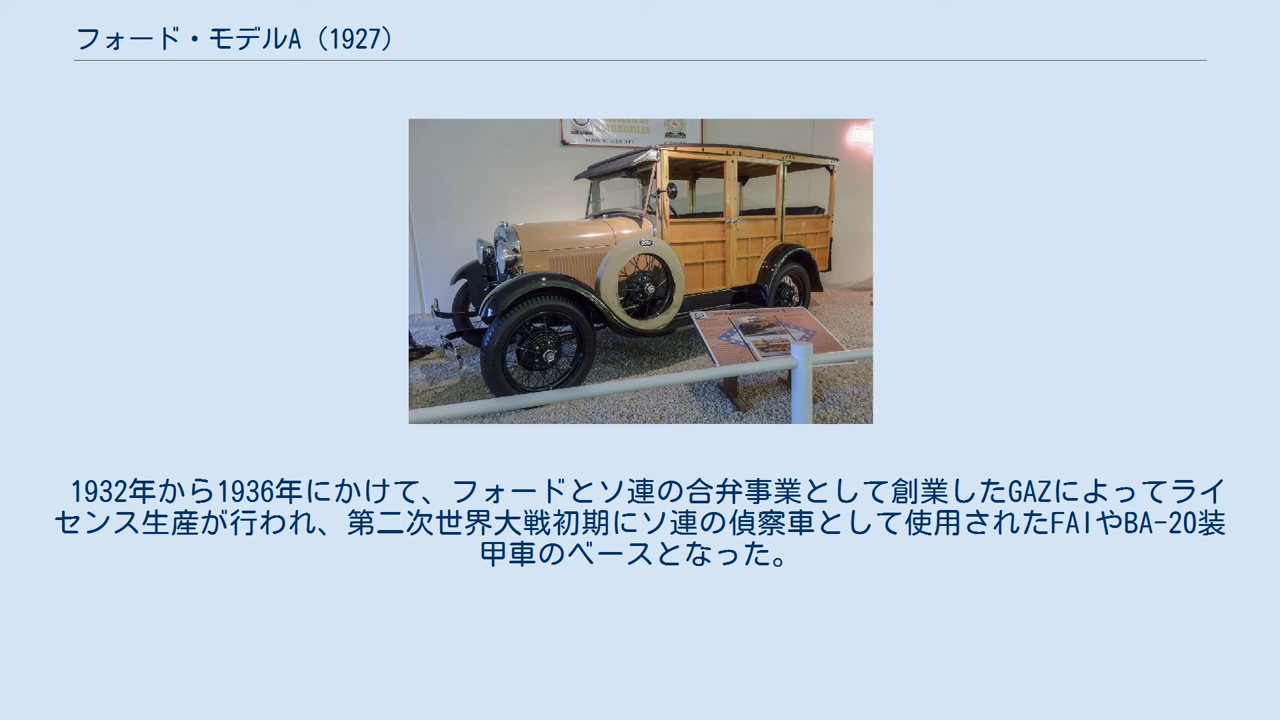 フォード・モデルA（1927）
1932年から1936年にかけて、フォードとソ連の合弁事業として創業したGAZによってライ
センス生産が行われ、第二次世界大戦初期にソ連の偵察車として使用されたFAIやBA-20装
甲車のベースとなった。